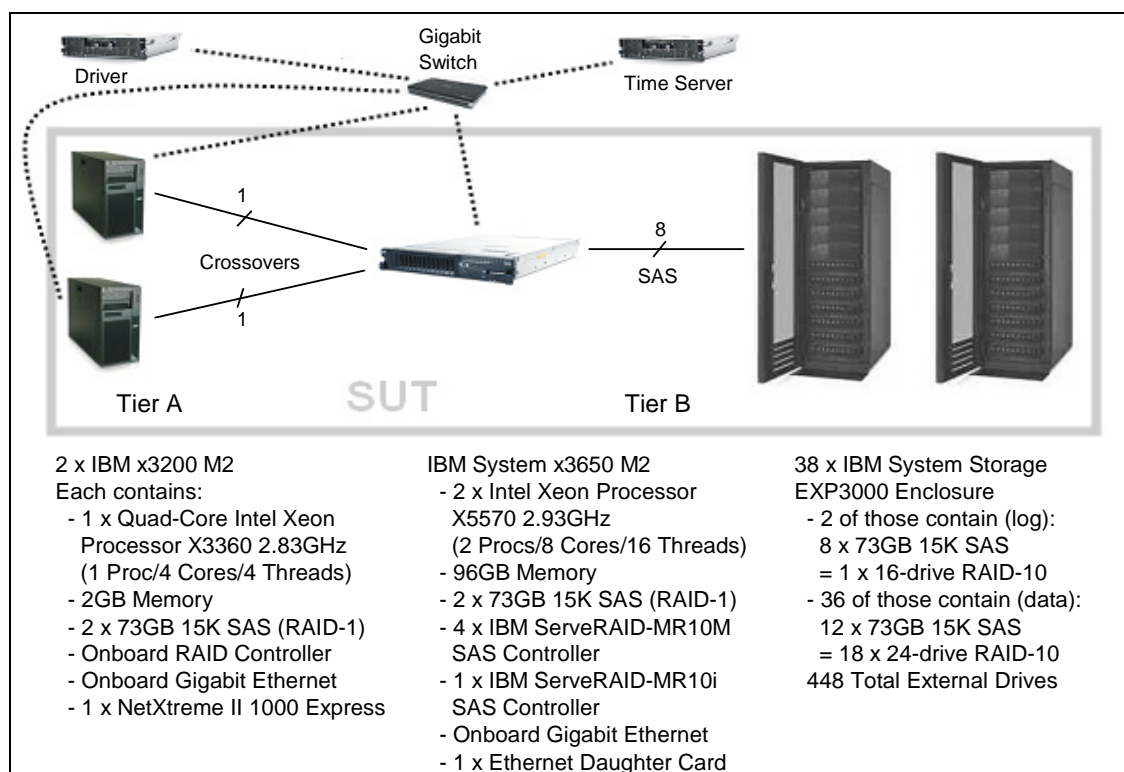 Driver
Gigabit
Switch
Time Server
1
Crossovers
1
8
SAS
Tier A
SUT
Tier B
2 x IBM x3200 M2
Each contains:
- 1 x Quad-Core Intel Xeon
Processor X3360 2.83GHz
(1 Proc/4 Cores/4 Threads)
- 2GB Memory
- 2 x 73GB 15K SAS (RAID-1)
- Onboard RAID Controller
- Onboard Gigabit Ethernet
- 1 x NetXtreme II 1000 Express
IBM System x3650 M2
- 2 x Intel Xeon Processor
X5570 2.93GHz
(2 Procs/8 Cores/16 Threads)
- 96GB Memory
- 2 x 73GB 15K SAS (RAID-1)
- 4 x IBM ServeRAID-MR10M
SAS Controller
- 1 x IBM ServeRAID-MR10i
SAS Controller
- Onboard Gigabit Ethernet
- 1 x Ethernet Daughter Card
38 x IBM System Storage
EXP3000 Enclosure
- 2 of those contain (log):
8 x 73GB 15K SAS
= 1 x 16-drive RAID-10
- 36 of those contain (data):
12 x 73GB 15K SAS
= 18 x 24-drive RAID-10
448 Total External Drives